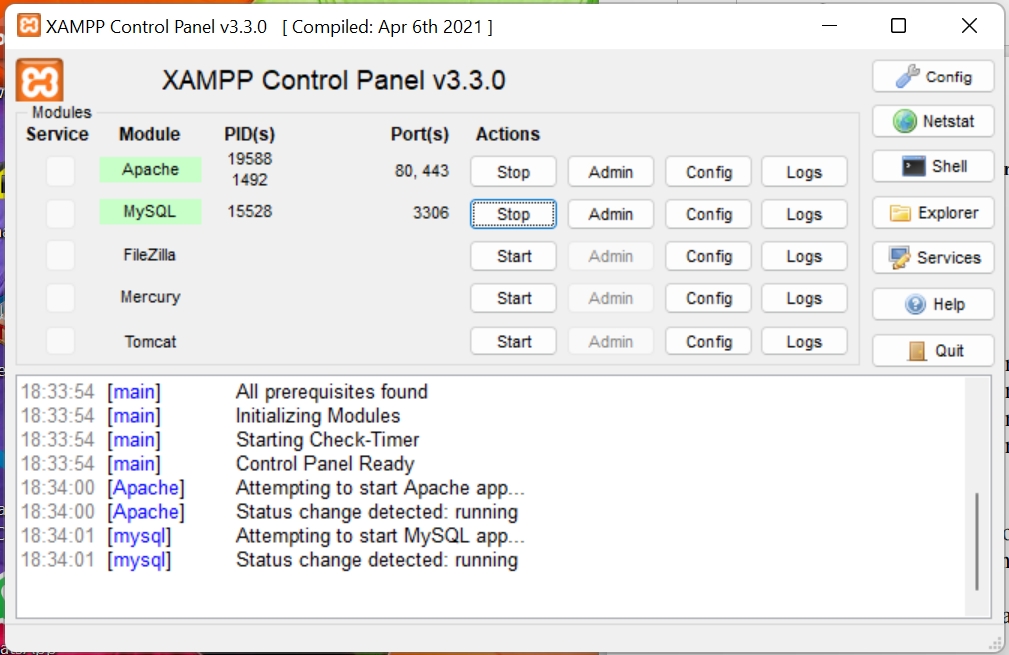 XAMPP Control Panel v3.3.0 [ Compiled: Apr 6th 2021 ]
XAMPP Control Panel v3.3.0
Config
Modules
Service Module PID(s) Port(s) Actions
Netstat
Apache 19588 1492 80, 443 Stop Admin Config Logs
Shell
MySQL 15528 3306 Stop Admin Config Logs
Explorer
FileZilla Start Admin Config Logs
Services
Mercury Start Admin Config Logs
Help
Tomcat Start Admin Config Logs
Quit
18:33:54 [main] All prerequisites found
18:33:54 [main] Initializing Modules
18:33:54 [main] Starting Check-Timer
18:33:54 [main] Control Panel Ready
18:34:00 [Apache] Attempting to start Apache app...
18:34:00 [Apache] Status change detected: running
18:34:01 [mysql] Attempting to start MySQL app...
18:34:01 [mysql] Status change detected: running